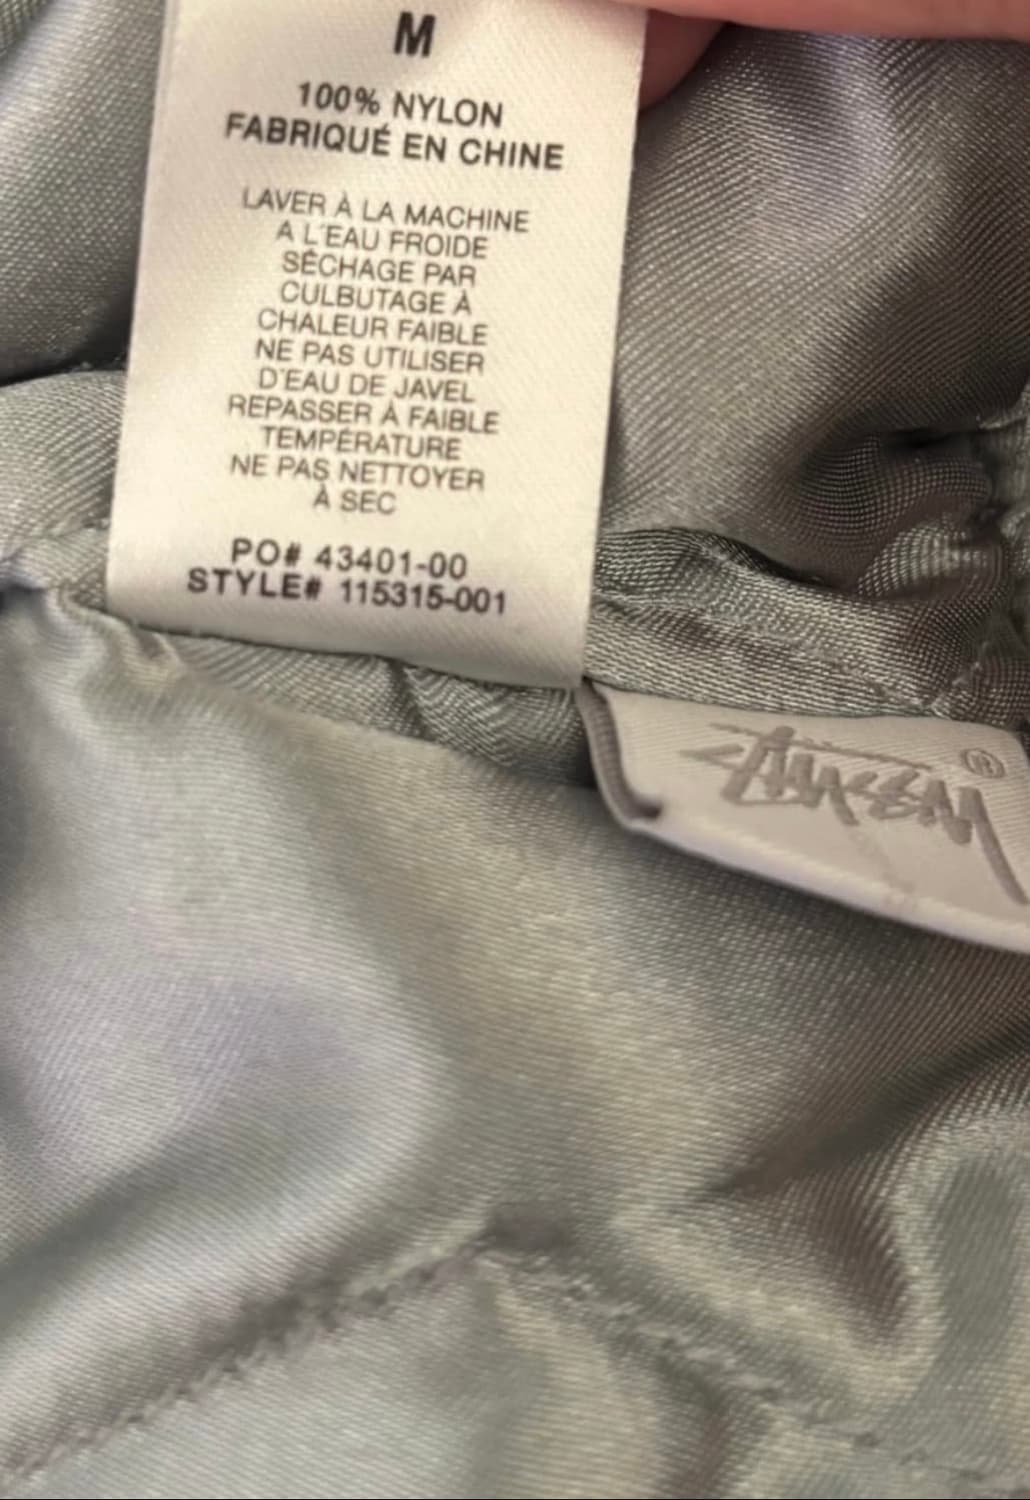 M
100% NYLON
FABRIQUÉ EN CHINE
LAVER À LA MACHINE
A L'EAU FROIDE
SÉCHAGE PAR
CULBUTAGE À
CHALEUR FAIBLE
NE PAS UTILISER
D'EAU DE JAVEL
REPASSER À FAIBLE
TEMPÉRATURE
NE PAS NETTOYER
À SEC
PO# 43401-00
STYLE# 115315-001
Stüssy ®